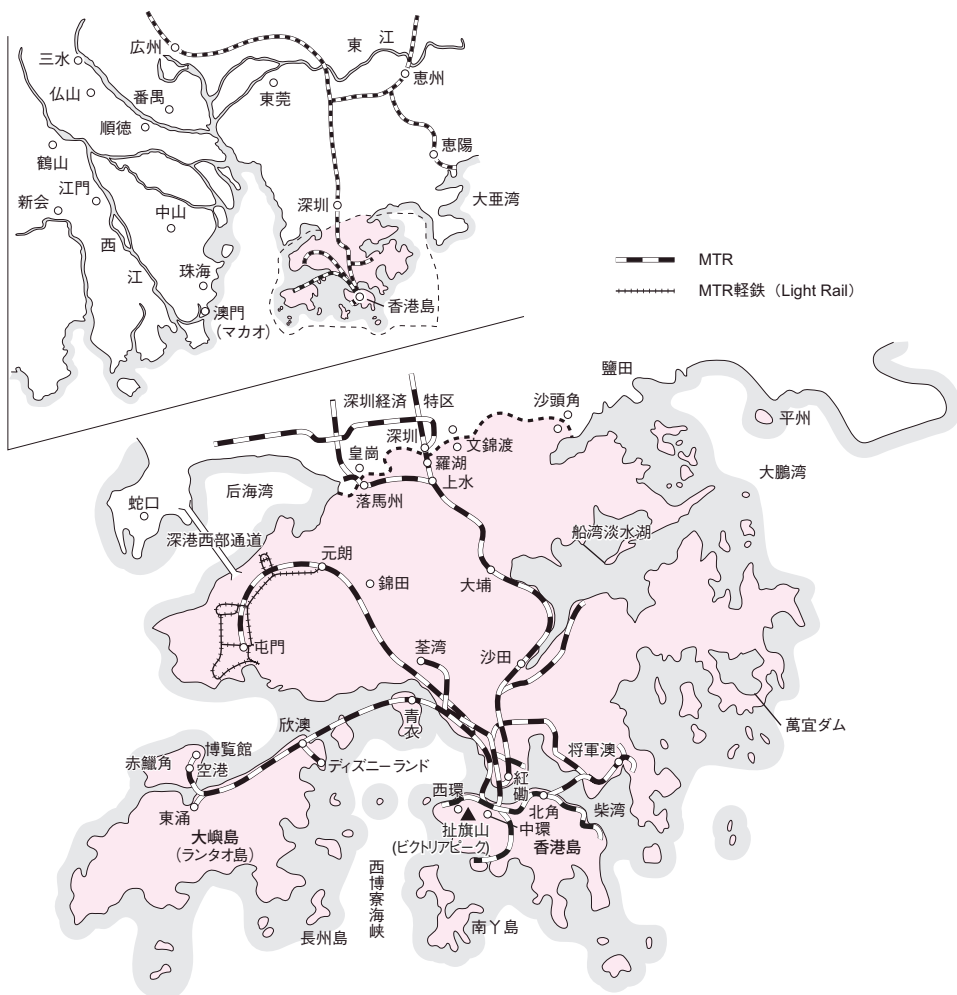 広州
東
江
三水
恵州
仏山
番禺
東莞
順徳
恵陽
鶴山
江門
新会
深圳
大亜湾
中山
西
江
珠海
澳門
（マカオ）
香港島
MTR
MTR軽鉄（Light Rail）
鹽田
深圳経済
特区
沙頭角
平州
深圳
文錦渡
皇崗
羅湖
大鵬湾
后海湾
上水
落馬州
蛇口
深港西部通道
船湾淡水湖
元朗
錦田
大埔
荃湾
沙田
屯門
萬宜ダム
欣澳
青
衣
博覧館
将軍澳
赤鱲角
空港
ディズニーランド
紅
磡
西環
北角
柴湾
東涌
中環
扯旗山
（ビクトリアピーク）
香港島
大嶼島
（ランタオ島）
西
博
寮
海
峡
南丫島
長州島